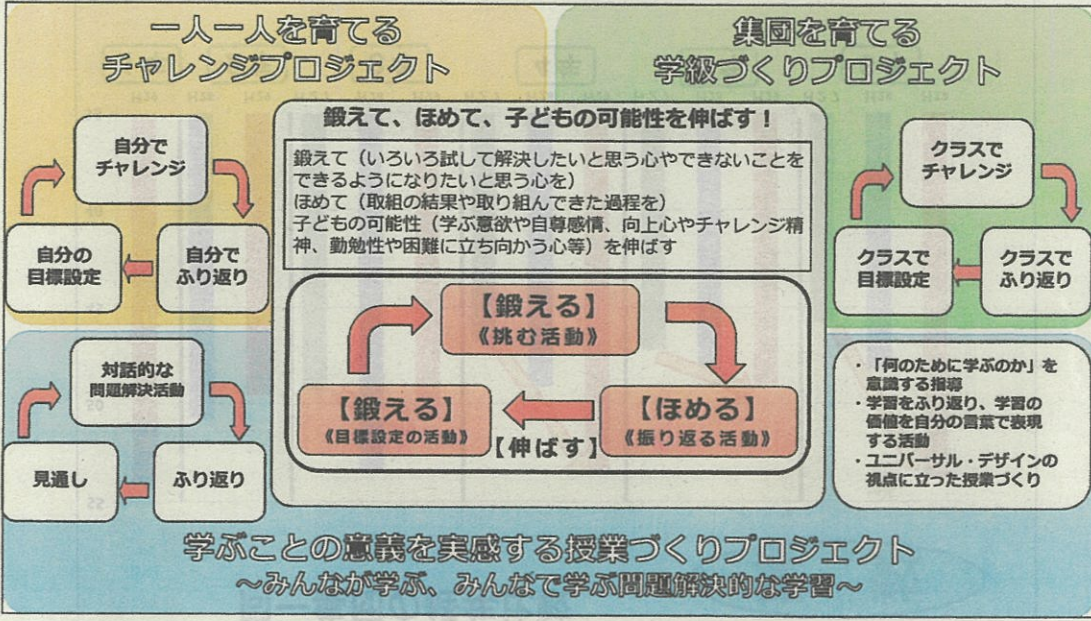 一人一人を育てる
チャレンジプロジェクト
自分で
チャレンジ
自分の
目標設定
自分で
ふり返り
集団を育てる
学級づくりプロジェクト
クラスで
チャレンジ
クラスで
目標設定
クラスで
ふり返り
鍛えて、ほめて、子どもの可能性を伸ばす！
鍛えて（いろいろ試して解決したいと思う心やできないことを
できるようになりたいと思う心を）
ほめて（取組の結果や取り組んできた過程を）
子どもの可能性（学ぶ意欲や自尊感情、向上心やチャレンジ精
神、勤勉性や困難に立ち向かう心等）を伸ばす
【鍛える】
《挑む活動》
【鍛える】
《目標設定の活動》
【ほめる】
《振り返る活動》
【伸ばす】
対話的な
問題解決活動
見通し
ふり返り
・「何のために学ぶのか」を
意識する指導
・学習をふり返り、学習の
価値を自分の言葉で表現
する活動
・ユニバーサル・デザインの
視点に立った授業づくり
学ぶことの意義を実感する授業づくりプロジェクト
～みんなが学ぶ、みんなで学ぶ問題解決的な学習～